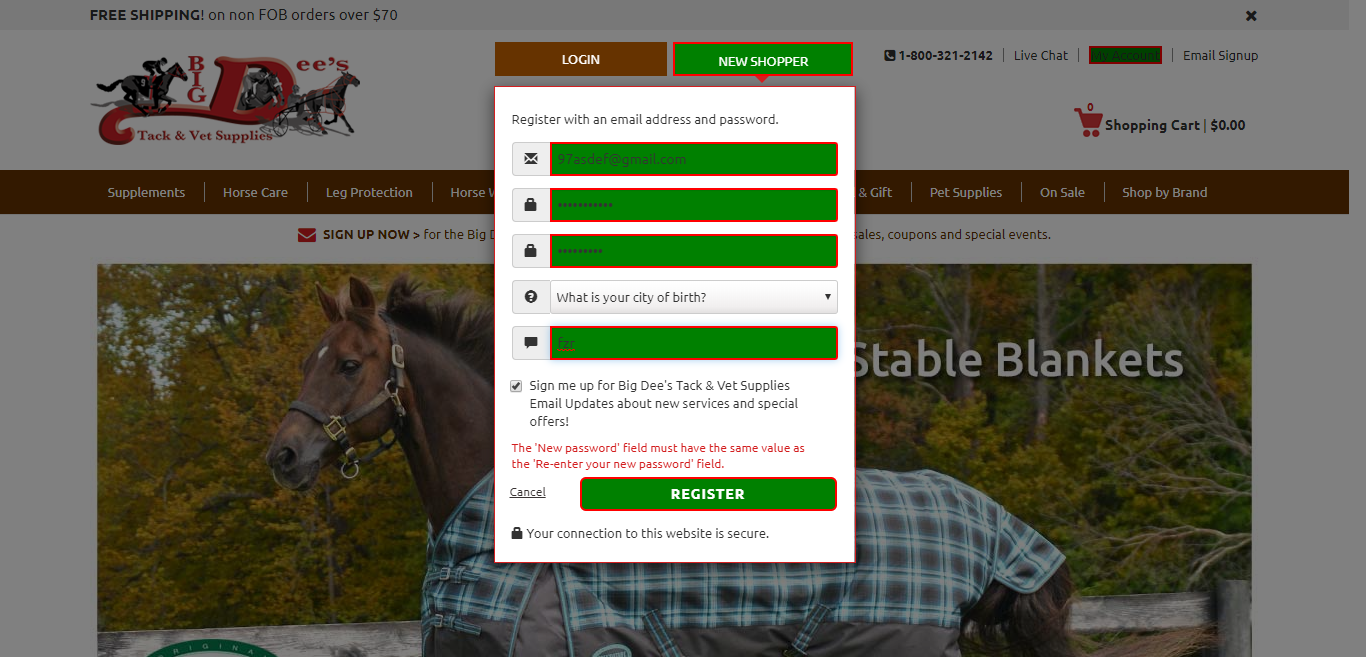 FREE SHIPPING! on non FOB orders over $70
BIG Dee's
Tack & Vet Supplies
LOGIN
NEW SHOPPER
1-800-321-2142
Live Chat
My Account
Email Signup
0
Shopping Cart | $0.00
Supplements
Horse Care
Leg Protection
Horse
& Gift
Pet Supplies
On Sale
Shop by Brand
SIGN UP NOW > for the Big
sales, coupons and special events.
Register with an email address and password.
97asdef@gmail.com
•••••••••••
•••••••••
What is your city of birth?
fzr
Sign me up for Big Dee's Tack & Vet Supplies
Email Updates about new services and special
offers!
The 'New password' field must have the same value as
the 'Re-enter your new password' field.
Cancel
REGISTER
Your connection to this website is secure.
Stable Blankets
ORIGINA